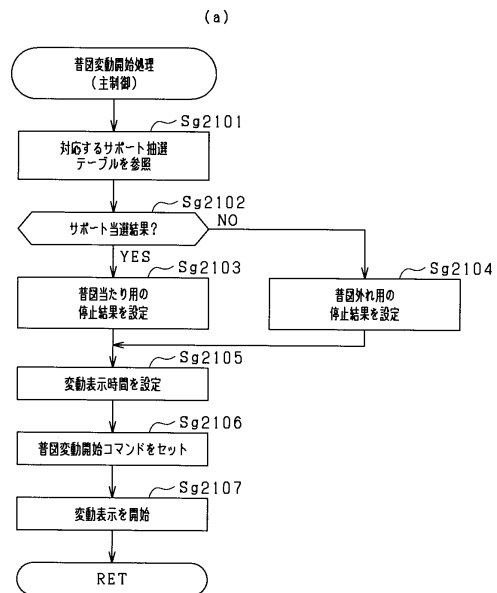 (a)
普図変動開始処理
(主制御)
Sg2101
対応するサポート抽選
テーブルを参照
Sg2102
サポート当選結果?
NO
YES
Sg2103
普図当たり用の
停止結果を設定
Sg2104
普図外れ用の
停止結果を設定
Sg2105
変動表示時間を設定
Sg2106
普図変動開始コマンドをセット
Sg2107
変動表示を開始
RET